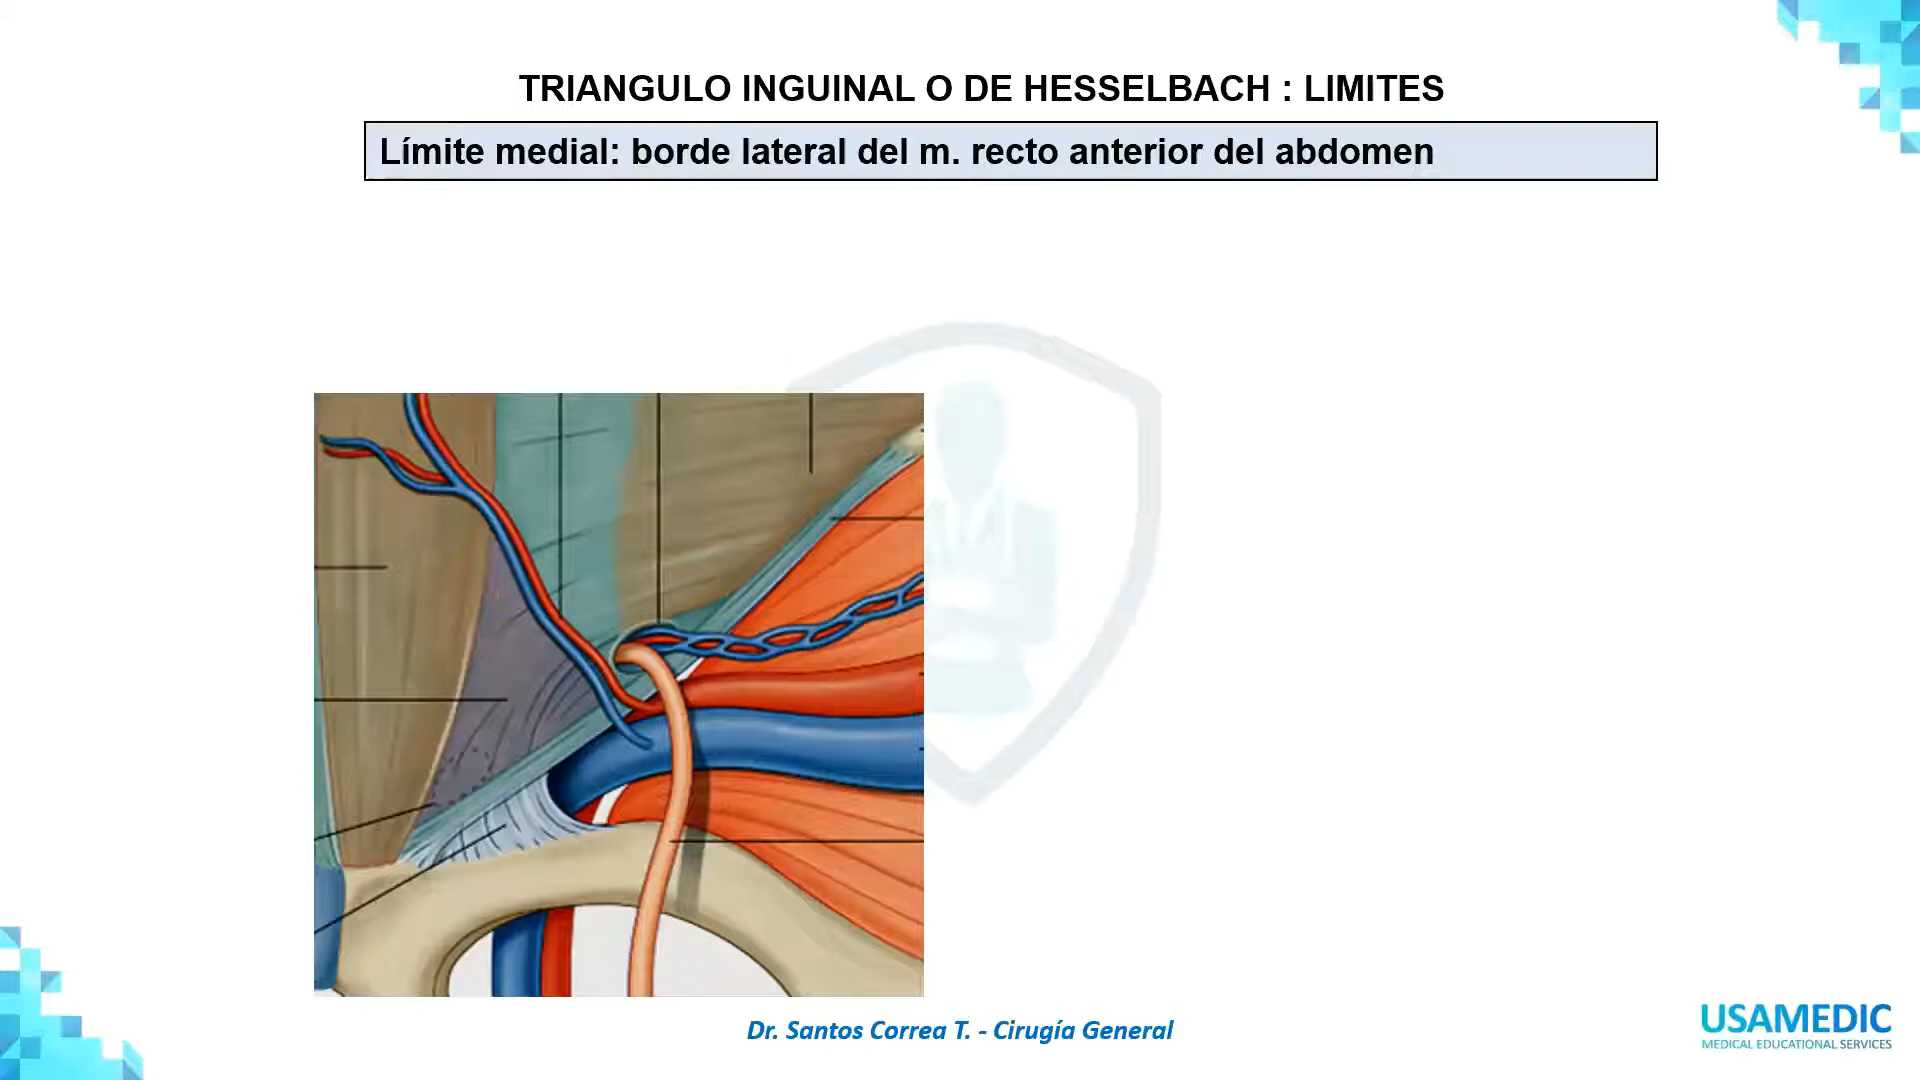 TRIANGULO INGUINAL O DE HESSELBACH : LIMITES
Límite medial: borde lateral del m. recto anterior del abdomen
Dr. Santos Correa T. - Cirugía General
USAMEDIC
MEDICAL EDUCATIONAL SERVICES